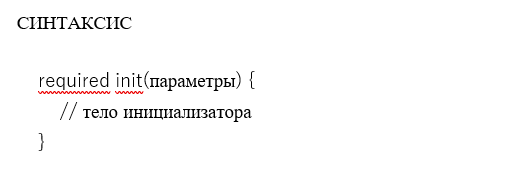 СИНТАКСИС
required init(параметры) {
// тело инициализатора
}